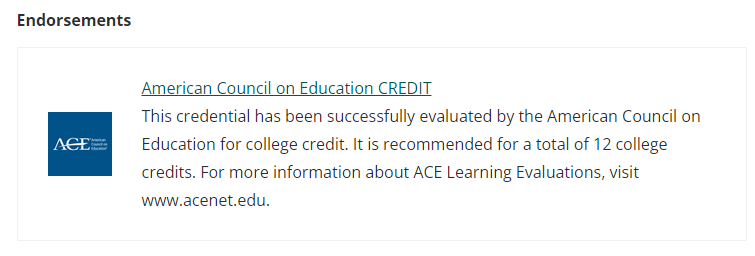 Endorsements
American Council on Education CREDIT
This credential has been successfully evaluated by the American Council on
Education for college credit. It is recommended for a total of 12 college
credits. For more information about ACE Learning Evaluations, visit
www.acenet.edu.
ACE American
Council on
Education